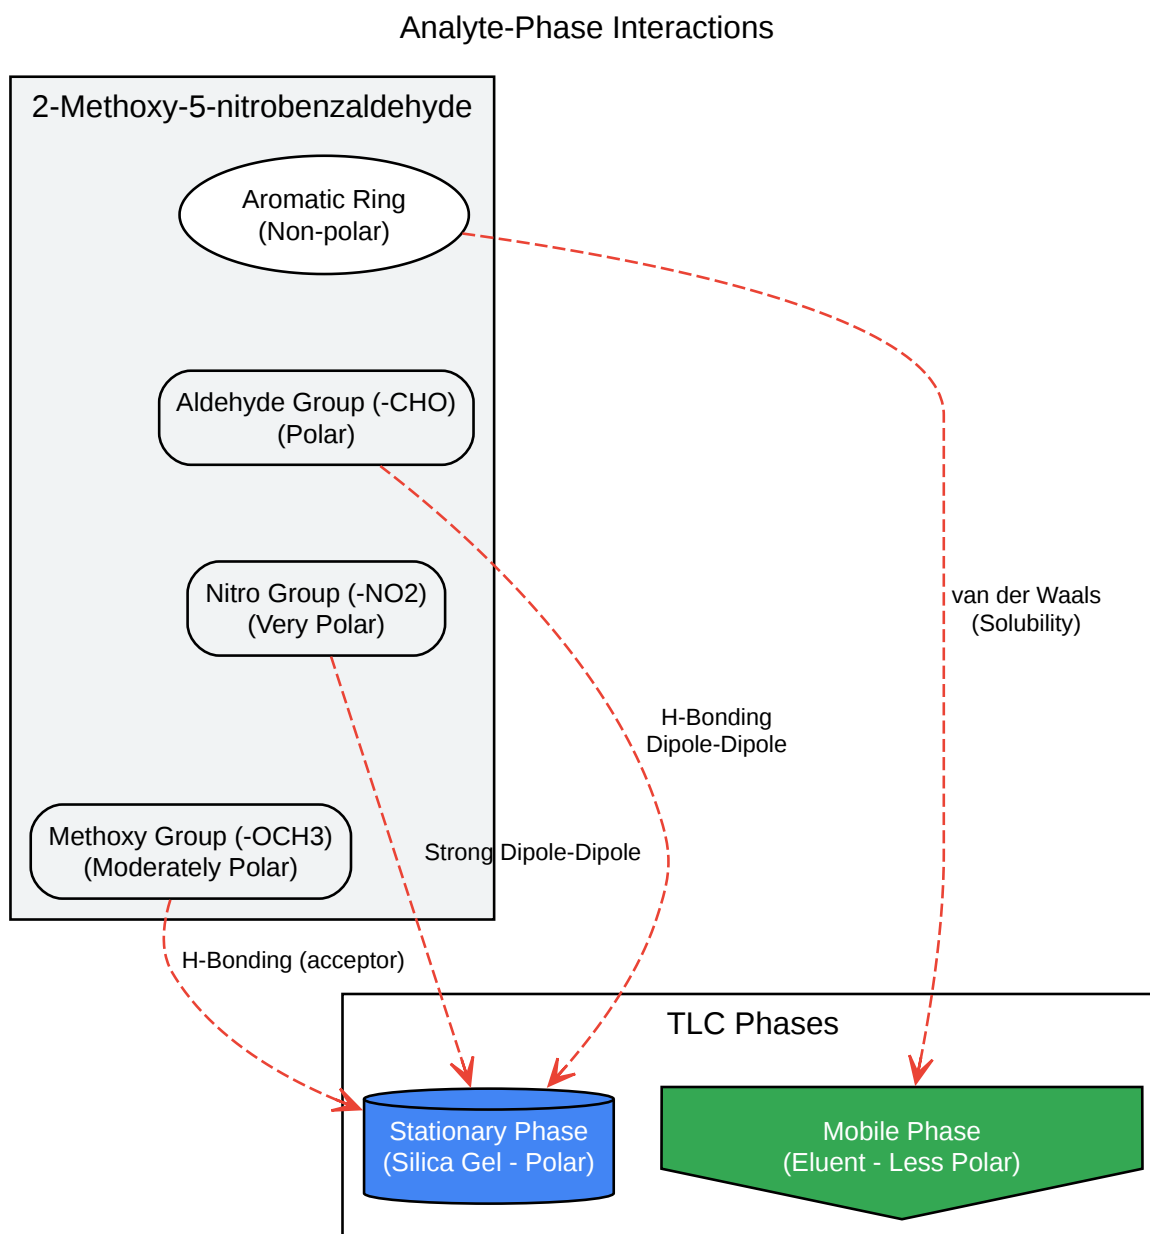 Analyte-Phase Interactions
2-Methoxy-5-nitrobenzaldehyde
Aromatic Ring
(Non-polar)
Aldehyde Group (-CHO)
(Polar)
Nitro Group (-NO2)
(Very Polar)
van der Waals
(Solubility)
H-Bonding
Dipole-Dipole
Methoxy Group (-OCH3)
(Moderately Polar)
Strong Dipole-Dipole
H-Bonding (acceptor)
TLC Phases
Stationary Phase
(Silica Gel - Polar)
Mobile Phase
(Eluent - Less Polar)